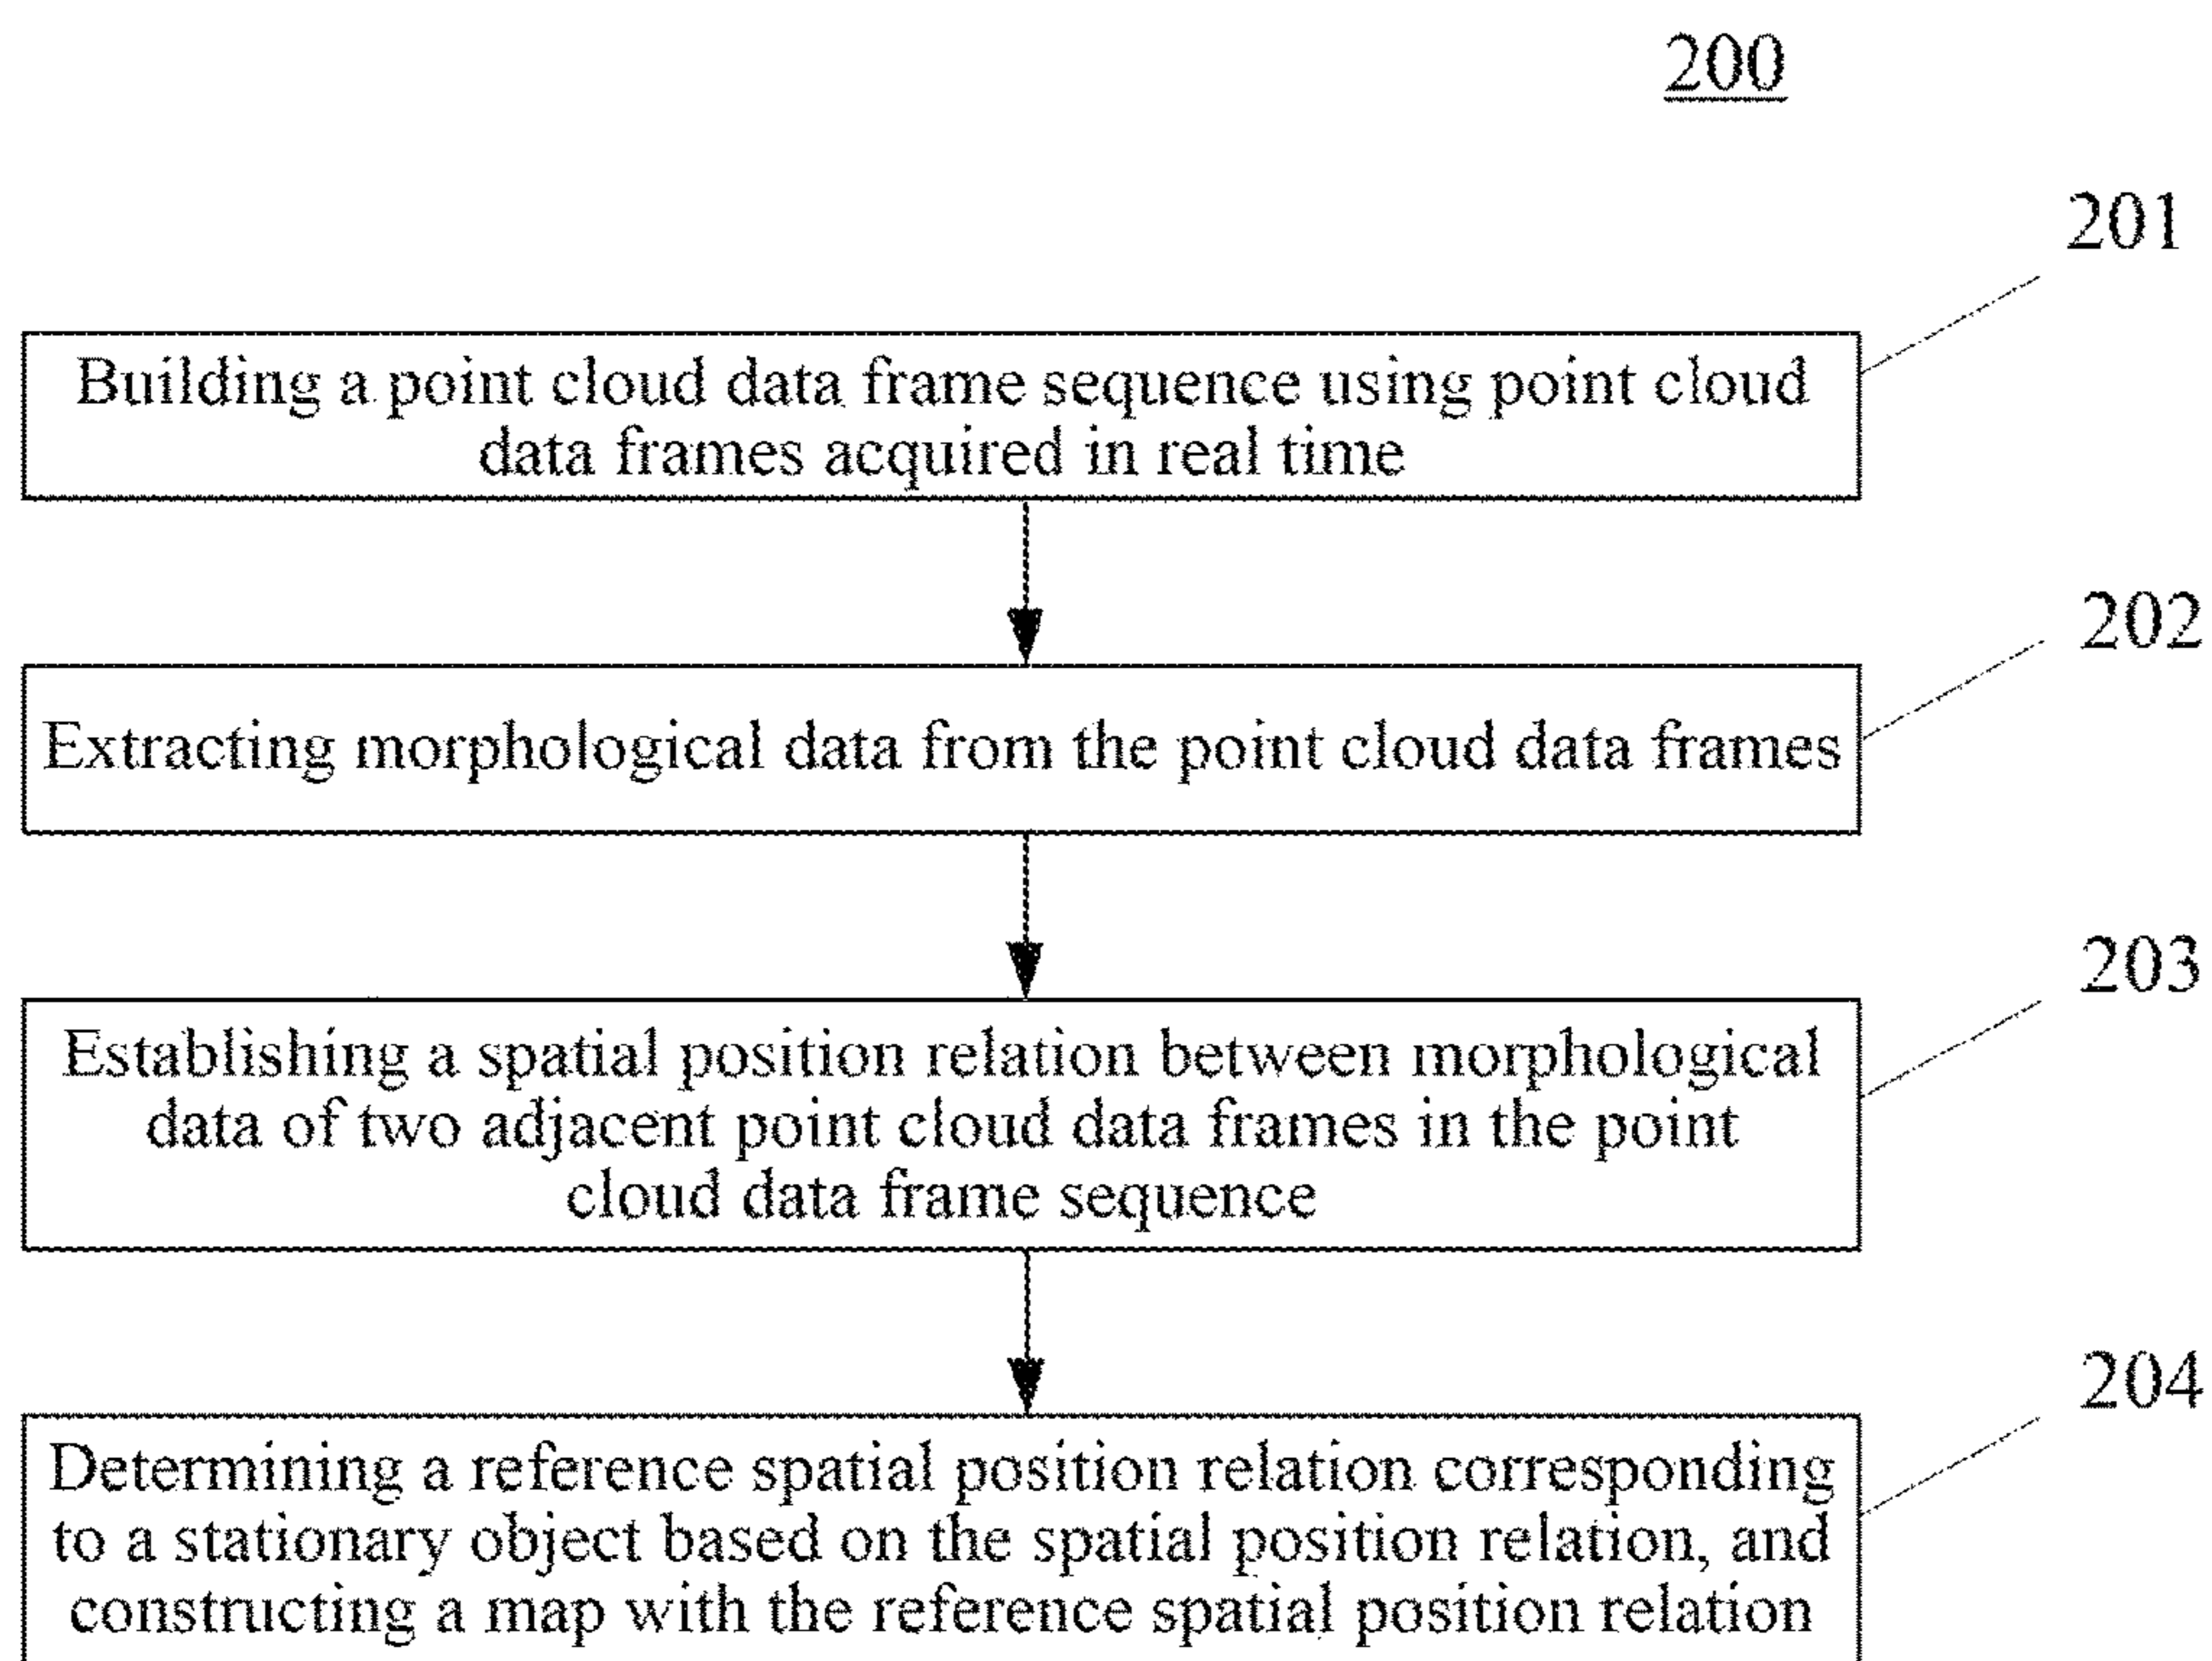 200
201
Building a point cloud data frame sequence using point cloud
data frames acquired in real time
202
Extracting morphological data from the point cloud data frames
203
Establishing a spatial position relation between morphological
data of two adjacent point cloud data frames in the point
cloud data frame sequence
204
Determining a reference spatial position relation corresponding
to a stationary object based on the spatial position relation, and
constructing a map with the reference spatial position relation